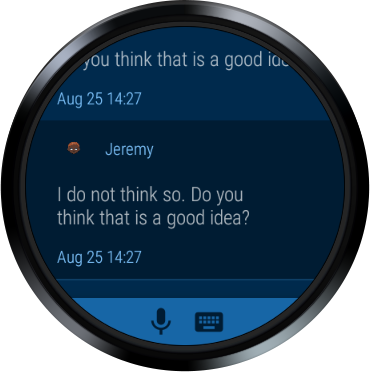 you think that is a good
Aug 25 14:27
Jeremy
I do not think so. Do you
think that is a good idea?
Aug 25 14:27